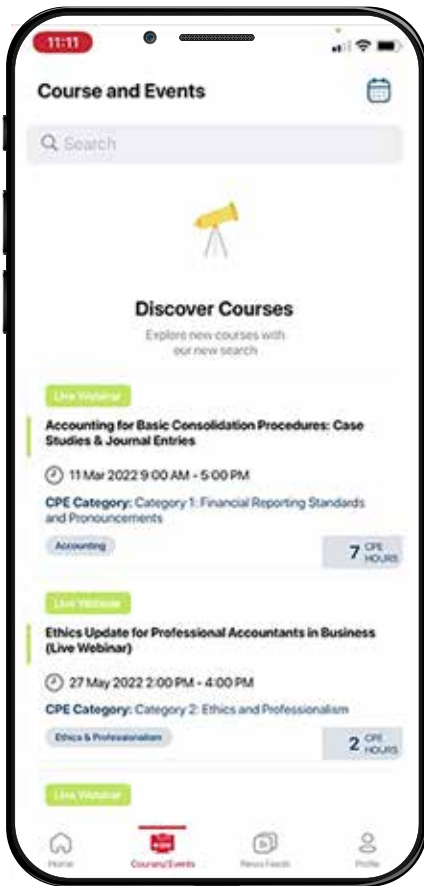 11:11
Course and Events
Search
Discover Courses
Explore new courses with
our new search
Live Webinar
Accounting for Basic Consolidation Procedures: Case
Studies & Journal Entries
11 Mar 2022 9:00 AM - 5:00 PM
CPE Category: Category 1: Financial Reporting Standards
and Pronouncements
Accounting
7 CPE
HOURS
Live Webinar
Ethics Update for Professional Accountants in Business
(Live Webinar)
27 May 2022 2:00 PM - 4:00 PM
CPE Category: Category 2: Ethics and Professionalism
Ethics & Professionalism
2 CPE
HOURS
Live Webinar
Home
Courses/Events
News Feeds
Profile